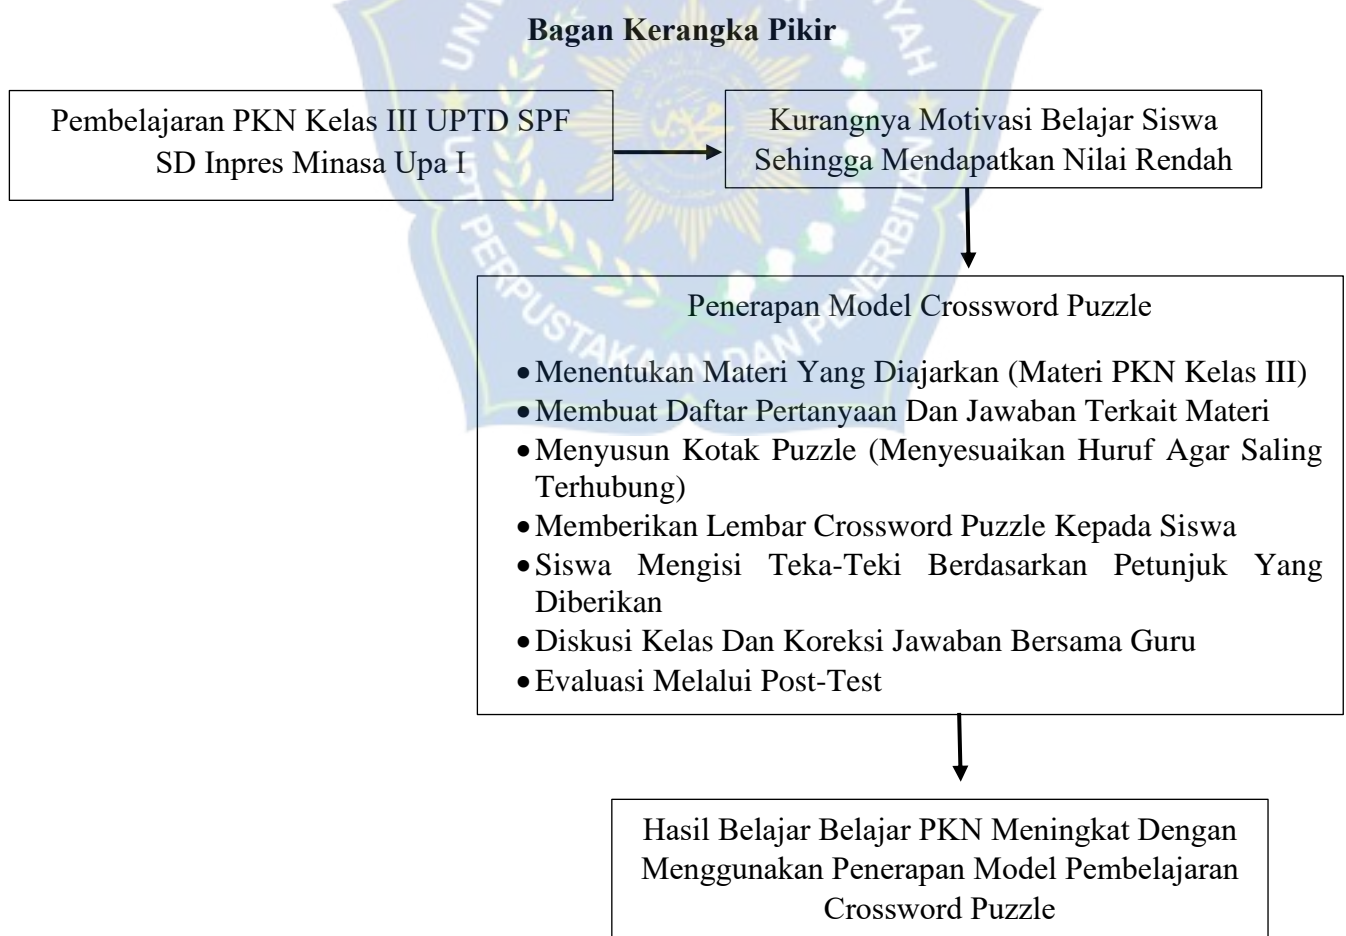 Bagan Kerangka Pikir
Pembelajaran PKN Kelas III UPTD SPF
SD Inpres Minasa Upa I
Kurangnya Motivasi Belajar Siswa
Sehingga Mendapatkan Nilai Rendah
Penerapan Model Crossword Puzzle
• Menentukan Materi Yang Diajarkan (Materi PKN Kelas III)
• Membuat Daftar Pertanyaan Dan Jawaban Terkait Materi
• Menyusun Kotak Puzzle (Menyesuaikan Huruf Agar Saling
Terhubung)
• Memberikan Lembar Crossword Puzzle Kepada Siswa
• Siswa Mengisi Teka-Teki Berdasarkan Petunjuk Yang
Diberikan
• Diskusi Kelas Dan Koreksi Jawaban Bersama Guru
• Evaluasi Melalui Post-Test
Hasil Belajar Belajar PKN Meningkat Dengan
Menggunakan Penerapan Model Pembelajaran
Crossword Puzzle
UPT PERPUSTAKAAN DAN PENERBITAN